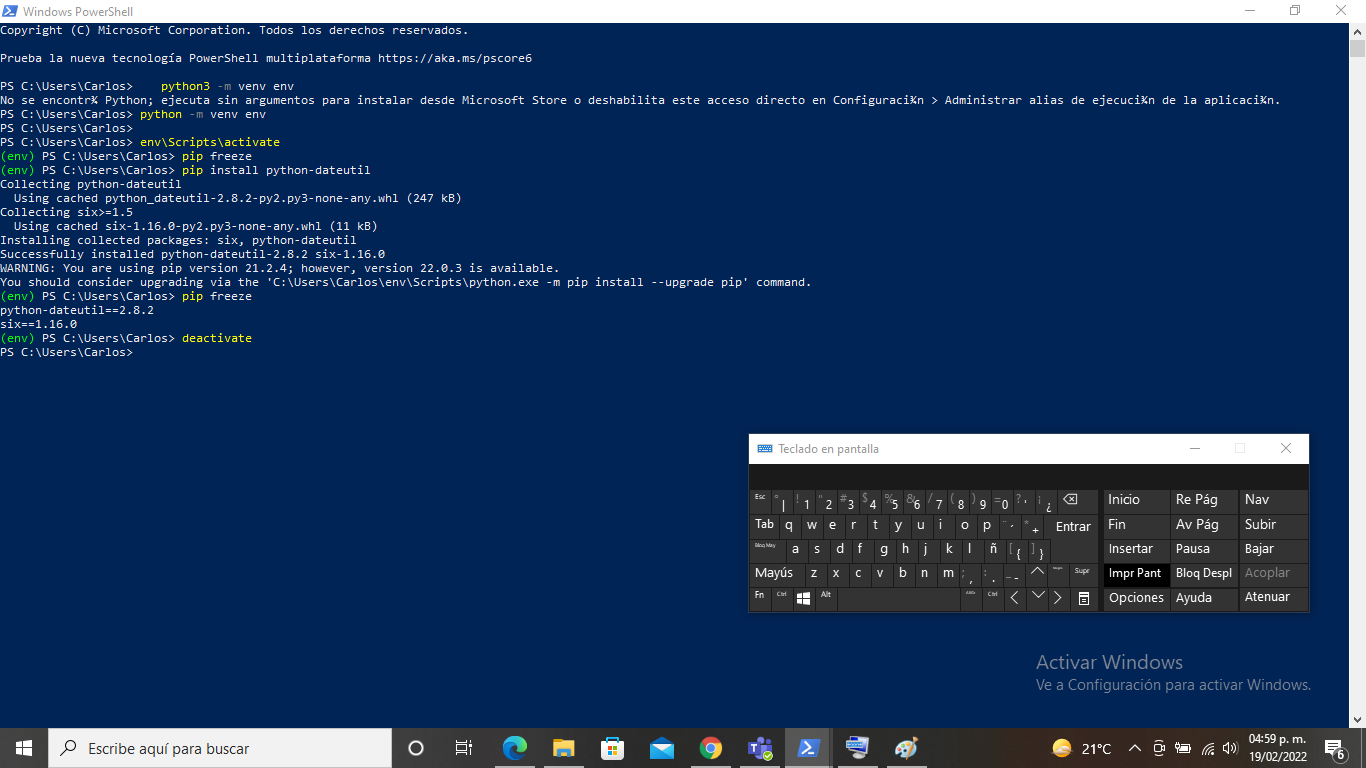 Windows PowerShell
Copyright (C) Microsoft Corporation. Todos los derechos reservados.
Prueba la nueva tecnología PowerShell multiplataforma https://aka.ms/pscore6
PS C:\Users\Carlos>    python3 -m venv env
No se encontr¾ Python; ejecuta sin argumentos para instalar desde Microsoft Store o deshabilita este acceso directo en Configuraci¾n > Administrar alias de ejecuci¾n de la aplicaci¾n.
PS C:\Users\Carlos> python -m venv env
PS C:\Users\Carlos>
PS C:\Users\Carlos> env\Scripts\activate
(env) PS C:\Users\Carlos> pip freeze
(env) PS C:\Users\Carlos> pip install python-dateutil
Collecting python-dateutil
  Using cached python_dateutil-2.8.2-py2.py3-none-any.whl (247 kB)
Collecting six>=1.5
  Using cached six-1.16.0-py2.py3-none-any.whl (11 kB)
Installing collected packages: six, python-dateutil
Successfully installed python-dateutil-2.8.2 six-1.16.0
WARNING: You are using pip version 21.2.4; however, version 22.0.3 is available.
You should consider upgrading via the 'C:\Users\Carlos\env\Scripts\python.exe -m pip install --upgrade pip' command.
(env) PS C:\Users\Carlos> pip freeze
python-dateutil==2.8.2
six==1.16.0
(env) PS C:\Users\Carlos> deactivate
PS C:\Users\Carlos>
Teclado en pantalla
Esc ° | ! 1 " 2 # 3 $ 4 % 5 & 6 / 7 ( 8 ) 9 = 0 ? ' ¡ ¿ Inicio Re Pág Nav
Tab q w e r t y u i o p ¨ ´ * + Entrar Fin Av Pág Subir
Bloq May a s d f g h j k l ñ [ { ] } Insertar Pausa Bajar
Mayús z x c v b n m ; , : . _ - Supr Impr Pant Bloq Despl Acoplar
Fn Ctrl Alt Ctrl Opciones Ayuda Atenuar
Activar Windows
Ve a Configuración para activar Windows.
Escribe aquí para buscar
21°C
04:59 p. m.
19/02/2022
6